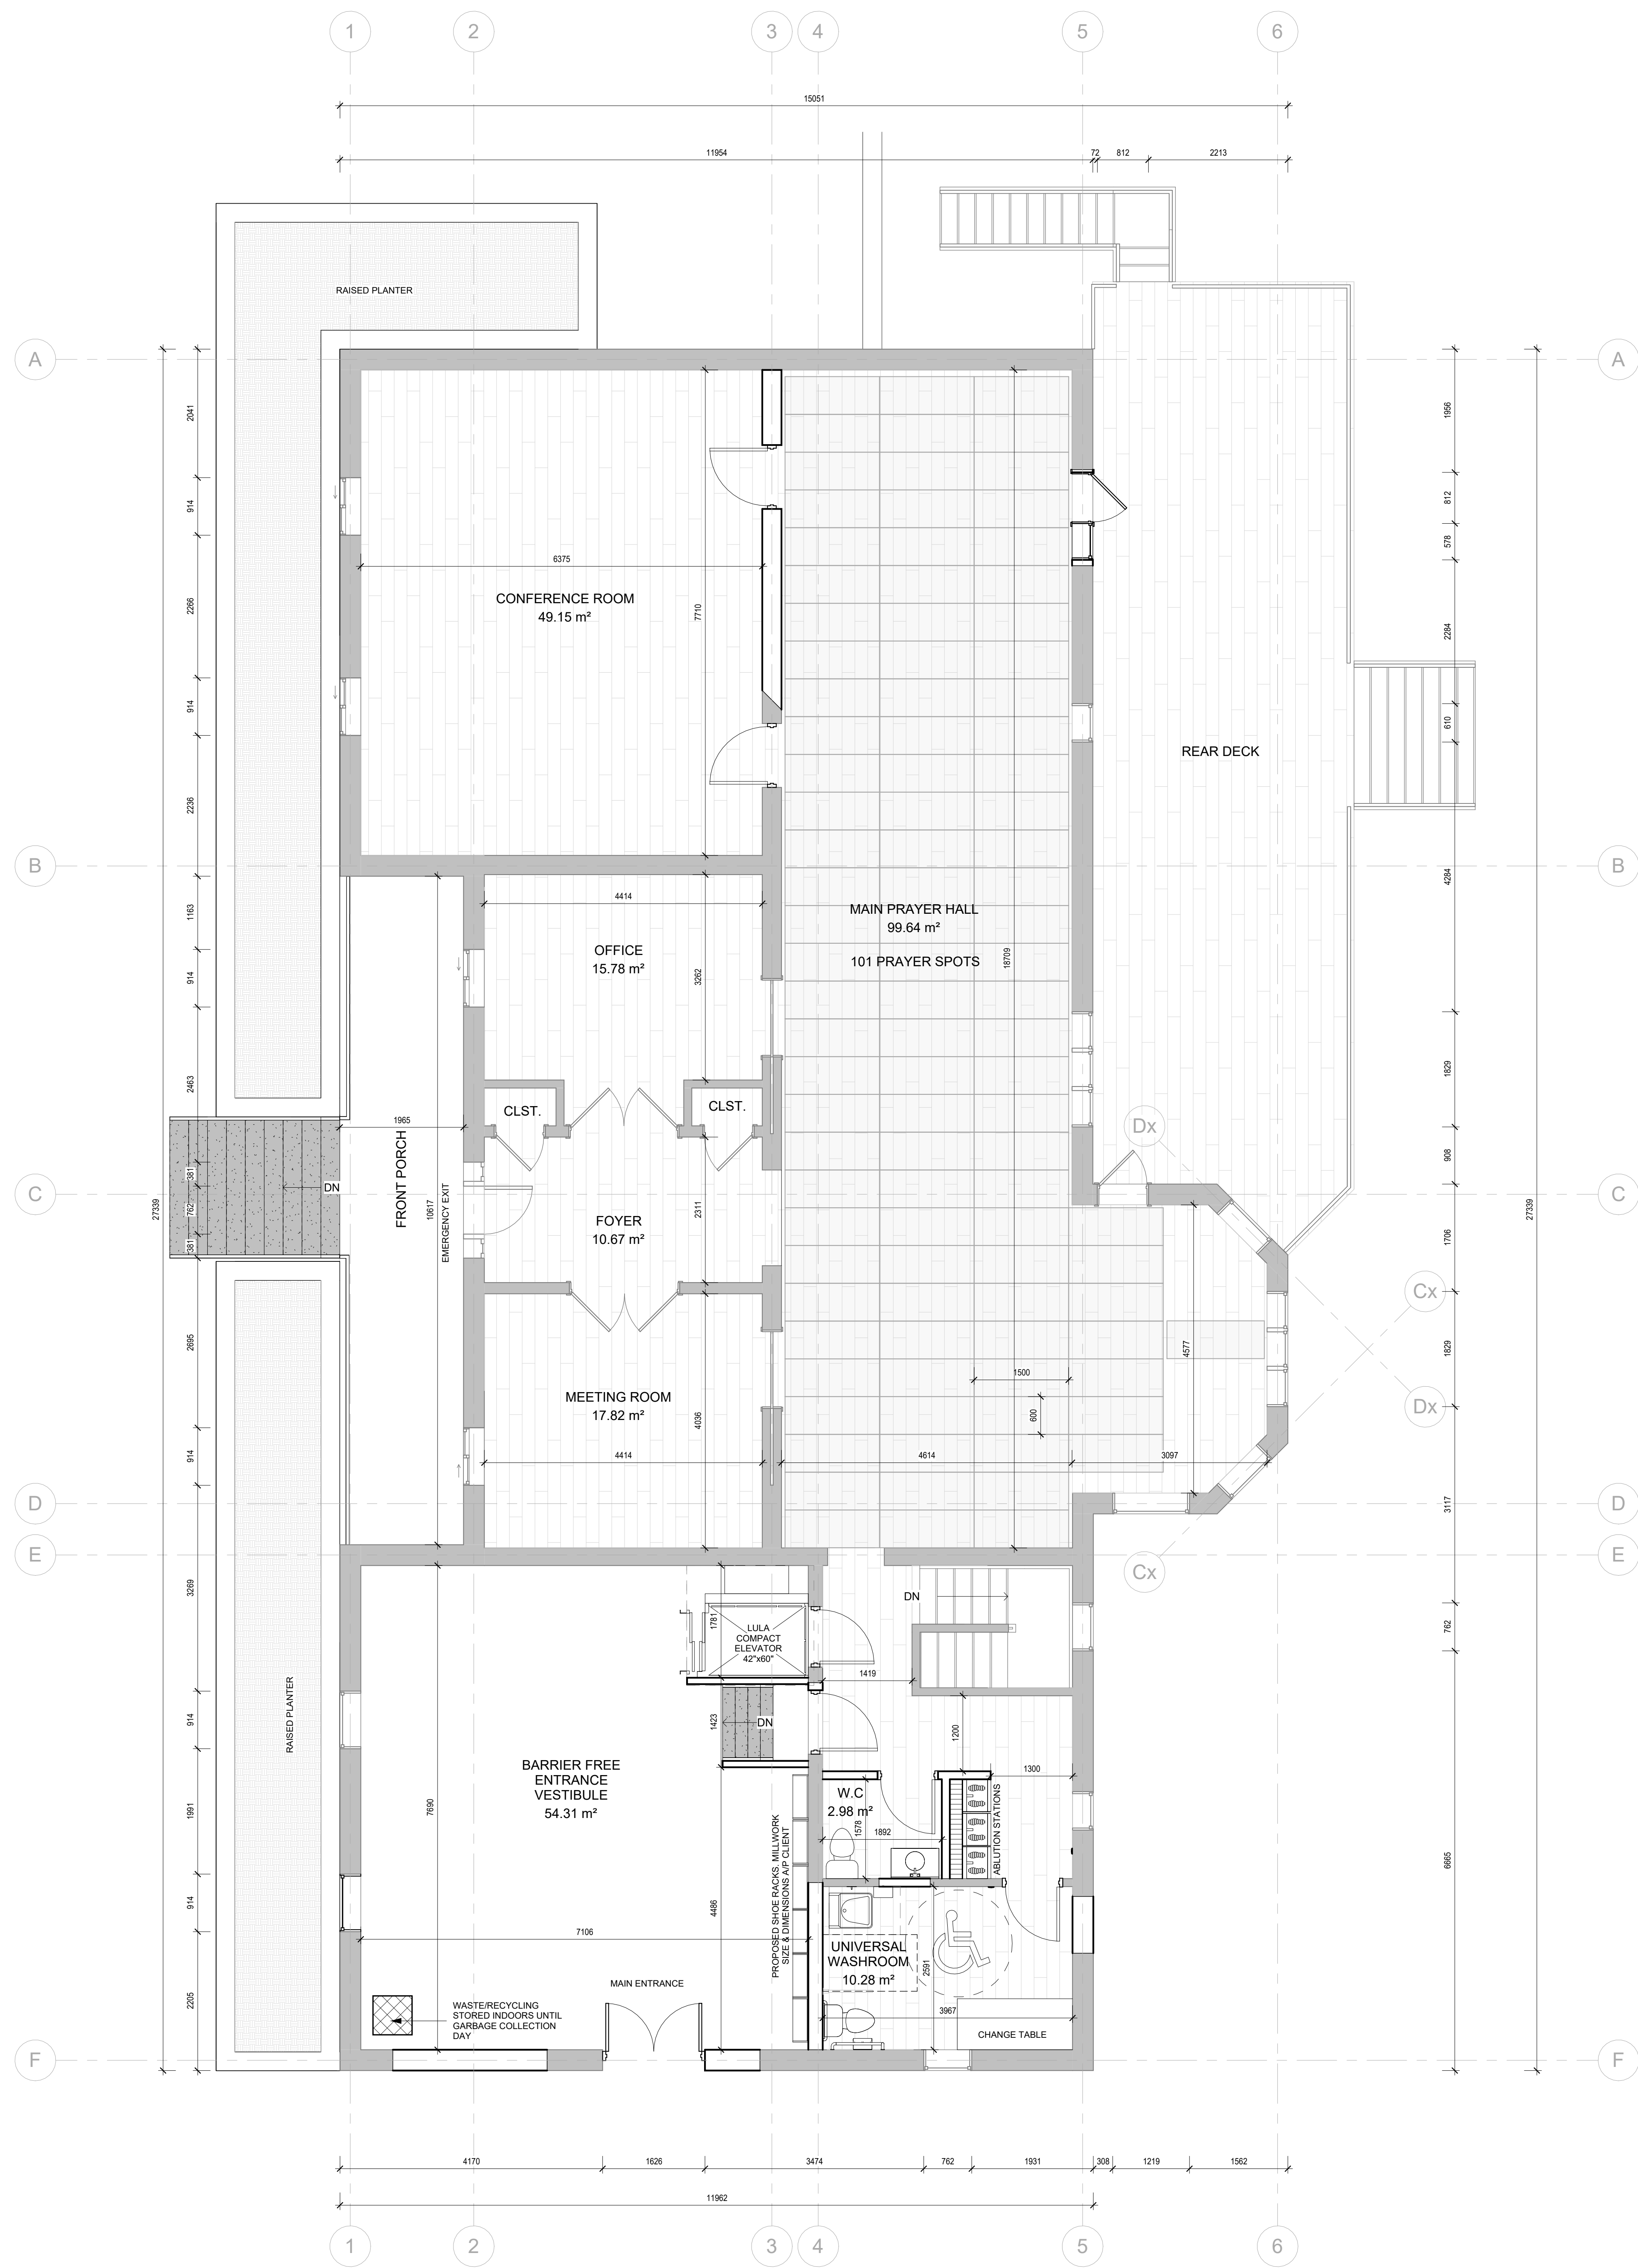 1 2 3 4 5 6
15051
11954 72 812 2213
RAISED PLANTER
A A
2041
1956
914
812
578
6375
2266
CONFERENCE ROOM
49.15 m²
7710
2284
914
610
REAR DECK
2236
B B
4284
1163
4414
MAIN PRAYER HALL
99.64 m²
OFFICE
15.78 m²
914
3262
101 PRAYER SPOTS
18709
2463
1829
CLST.
CLST.
1965
Dx
FRONT PORCH
908
381
DN
C C
762
381
27339
10617
EMERGENCY EXIT
FOYER
10.67 m²
2311
27339
1706
Cx
2695
4577
1829
1500
MEETING ROOM
17.82 m²
4036
600
Dx
914
4414
4614
3097
D D
3117
E E
Cx
3269
DN
1781
LULA
COMPACT
ELEVATOR
42"x60"
762
1419
RAISED PLANTER
914
1423
DN
1200
BARRIER FREE
ENTRANCE
VESTIBULE
54.31 m²
1300
W.C
2.98 m²
1991
7690
1578
1892
ABLUTION STATIONS
PROPOSED SHOE RACKS, MILLWORK
SIZE & DIMENSIONS A/P CLIENT
6665
914
4486
7106
UNIVERSAL
WASHROOM
10.28 m²
2591
MAIN ENTRANCE
2205
WASTE/RECYCLING
STORED INDOORS UNTIL
GARBAGE COLLECTION
DAY
3967
CHANGE TABLE
F F
4170 1626 3474 762 1931 308 1219 1562
11962
1 2 3 4 5 6